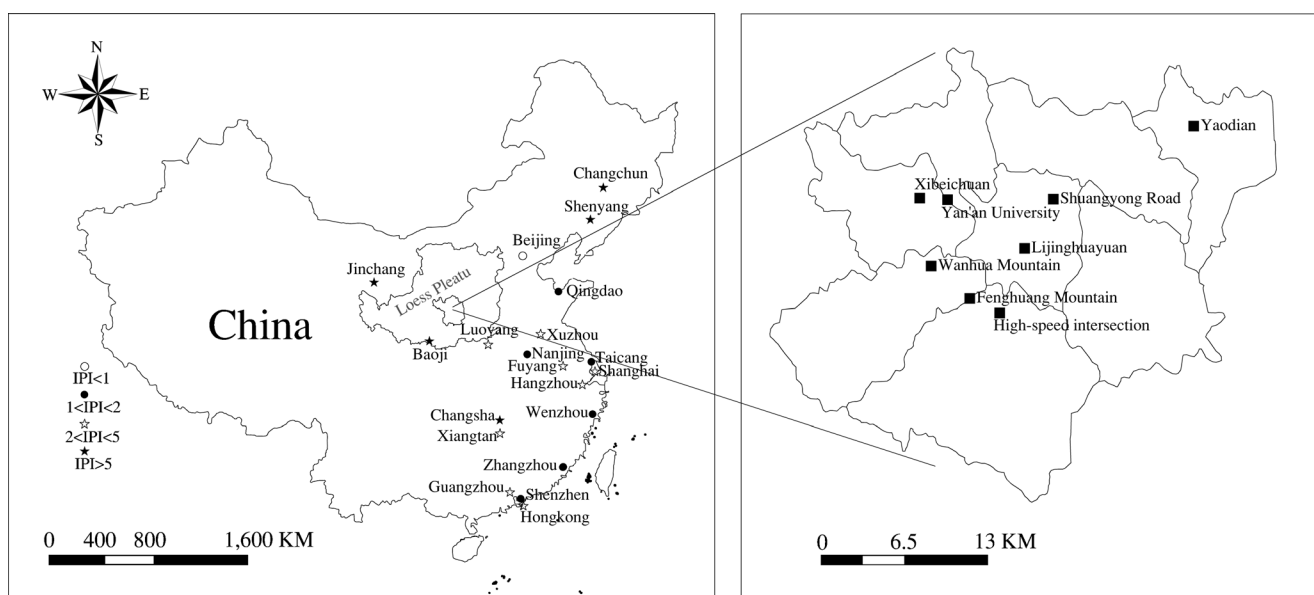 N
W E
S
Changchun
Shenyang
Beijing
Jinchang
Loess Pleatu
Qingdao
China
Luoyang
Xuzhou
Baoji
Nanjing
Taicang
Fuyang
Shanghai
Hangzhou
IPI<1
1<IPI<2
2<IPI<5
IPI>5
Changsha
Wenzhou
Xiangtan
Zhangzhou
Guangzhou
Shenzhen
Hongkong
0 400 800 1,600 KM
Yaodian
Xibeichuan
Yan'an University
Shuangyong Road
Lijinghuayuan
Wanhua Mountain
Fenghuang Mountain
High-speed intersection
0 6.5 13 KM